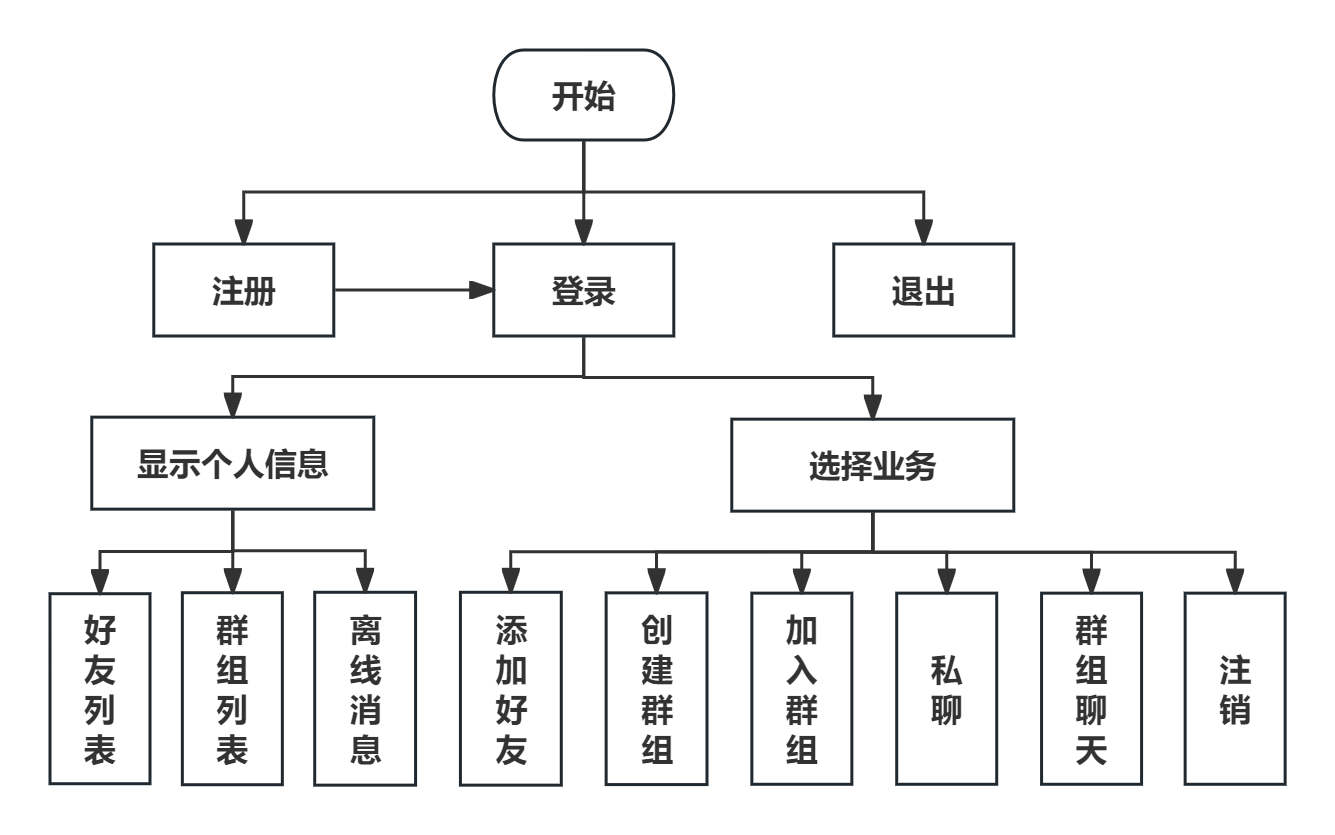 开始
注册
登录
退出
显示个人信息
选择业务
好友列表
群组列表
离线消息
添加好友
创建群组
加入群组
私聊
群组聊天
注销